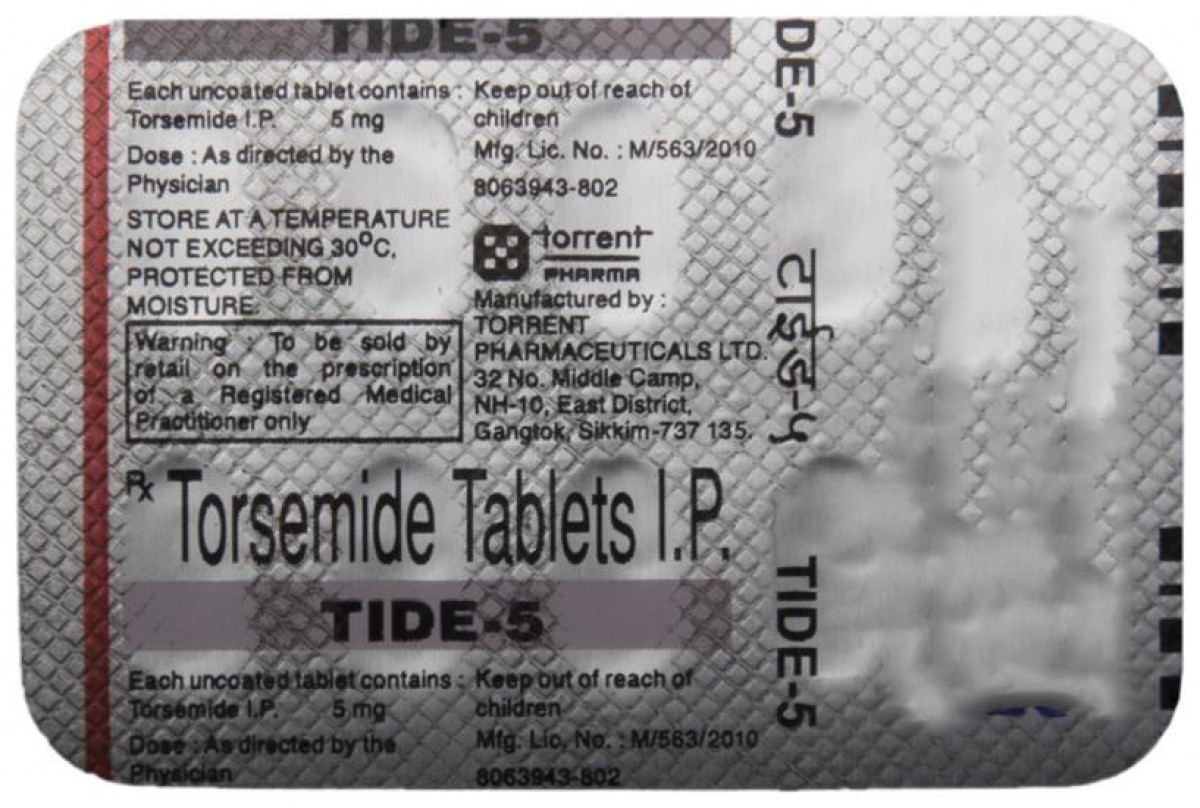 TIDE-5
Each uncoated tablet contains :
Torsemide I.P. 5 mg
Dose : As directed by the
Physician
STORE AT A TEMPERATURE
NOT EXCEEDING 30°C.
PROTECTED FROM
MOISTURE.
Warning : To be sold by
retail on the prescription
of a Registered Medical
Practitioner only
Keep out of reach of
children
Mfg. Lic. No. : M/563/2010
8063943-802
torrent
PHARMA
Manufactured by :
TORRENT
PHARMACEUTICALS LTD.
32 No. Middle Camp,
NH-10, East District,
Gangtok, Sikkim-737 135.
Rx Torsemide Tablets I.P.
TIDE-5
Each uncoated tablet contains :
Torsemide I.P. 5 mg
Dose : As directed by the
Physician
Keep out of reach of
children
Mfg. Lic. No. : M/563/2010
8063943-802
DE-5
टाईड-५
TIDE-5